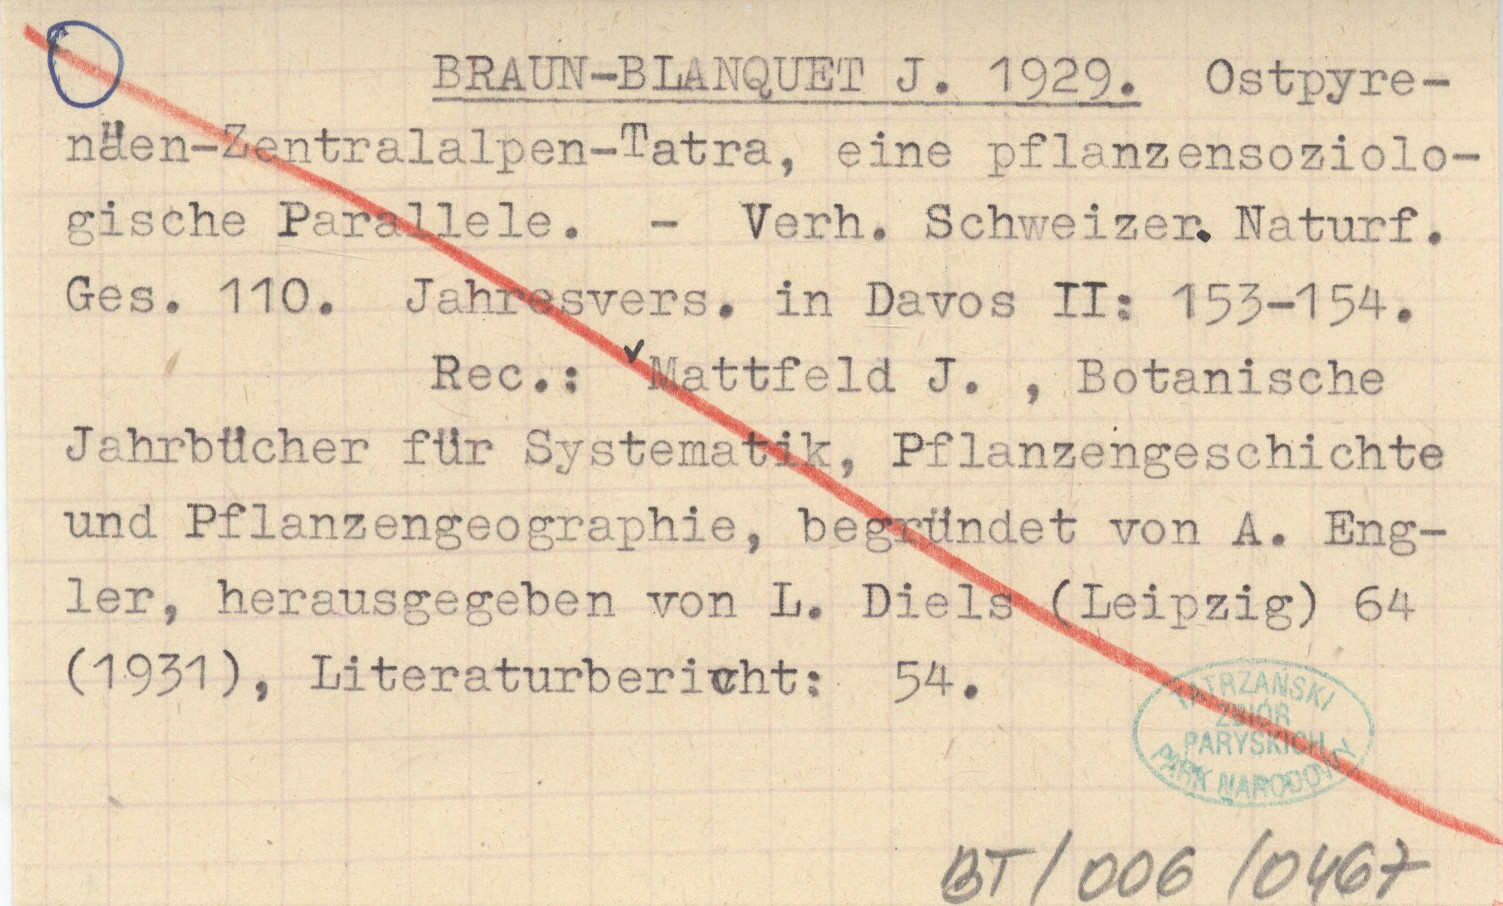 BRAUN-BLANQUET J. 1929. Ostpyre-
näen-Zentralalpen-Tatra, eine pflanzensoziolo-
gische Parallele. - Verh. Schweizer. Naturf.
Ges. 110. Jahresvers. in Davos II: 153-154.
Rec.: Mattfeld J. , Botanische
Jahrbücher für Systematik, Pflanzengeschichte
und Pflanzengeographie, begründet von A. Eng-
ler, herausgegeben von L. Diels (Leipzig) 64
(1931), Literaturbericht: 54.
TATRZAŃSKI
ZBIÓR
PARYSKICH
PARK NARODOWY
BT/006/0467